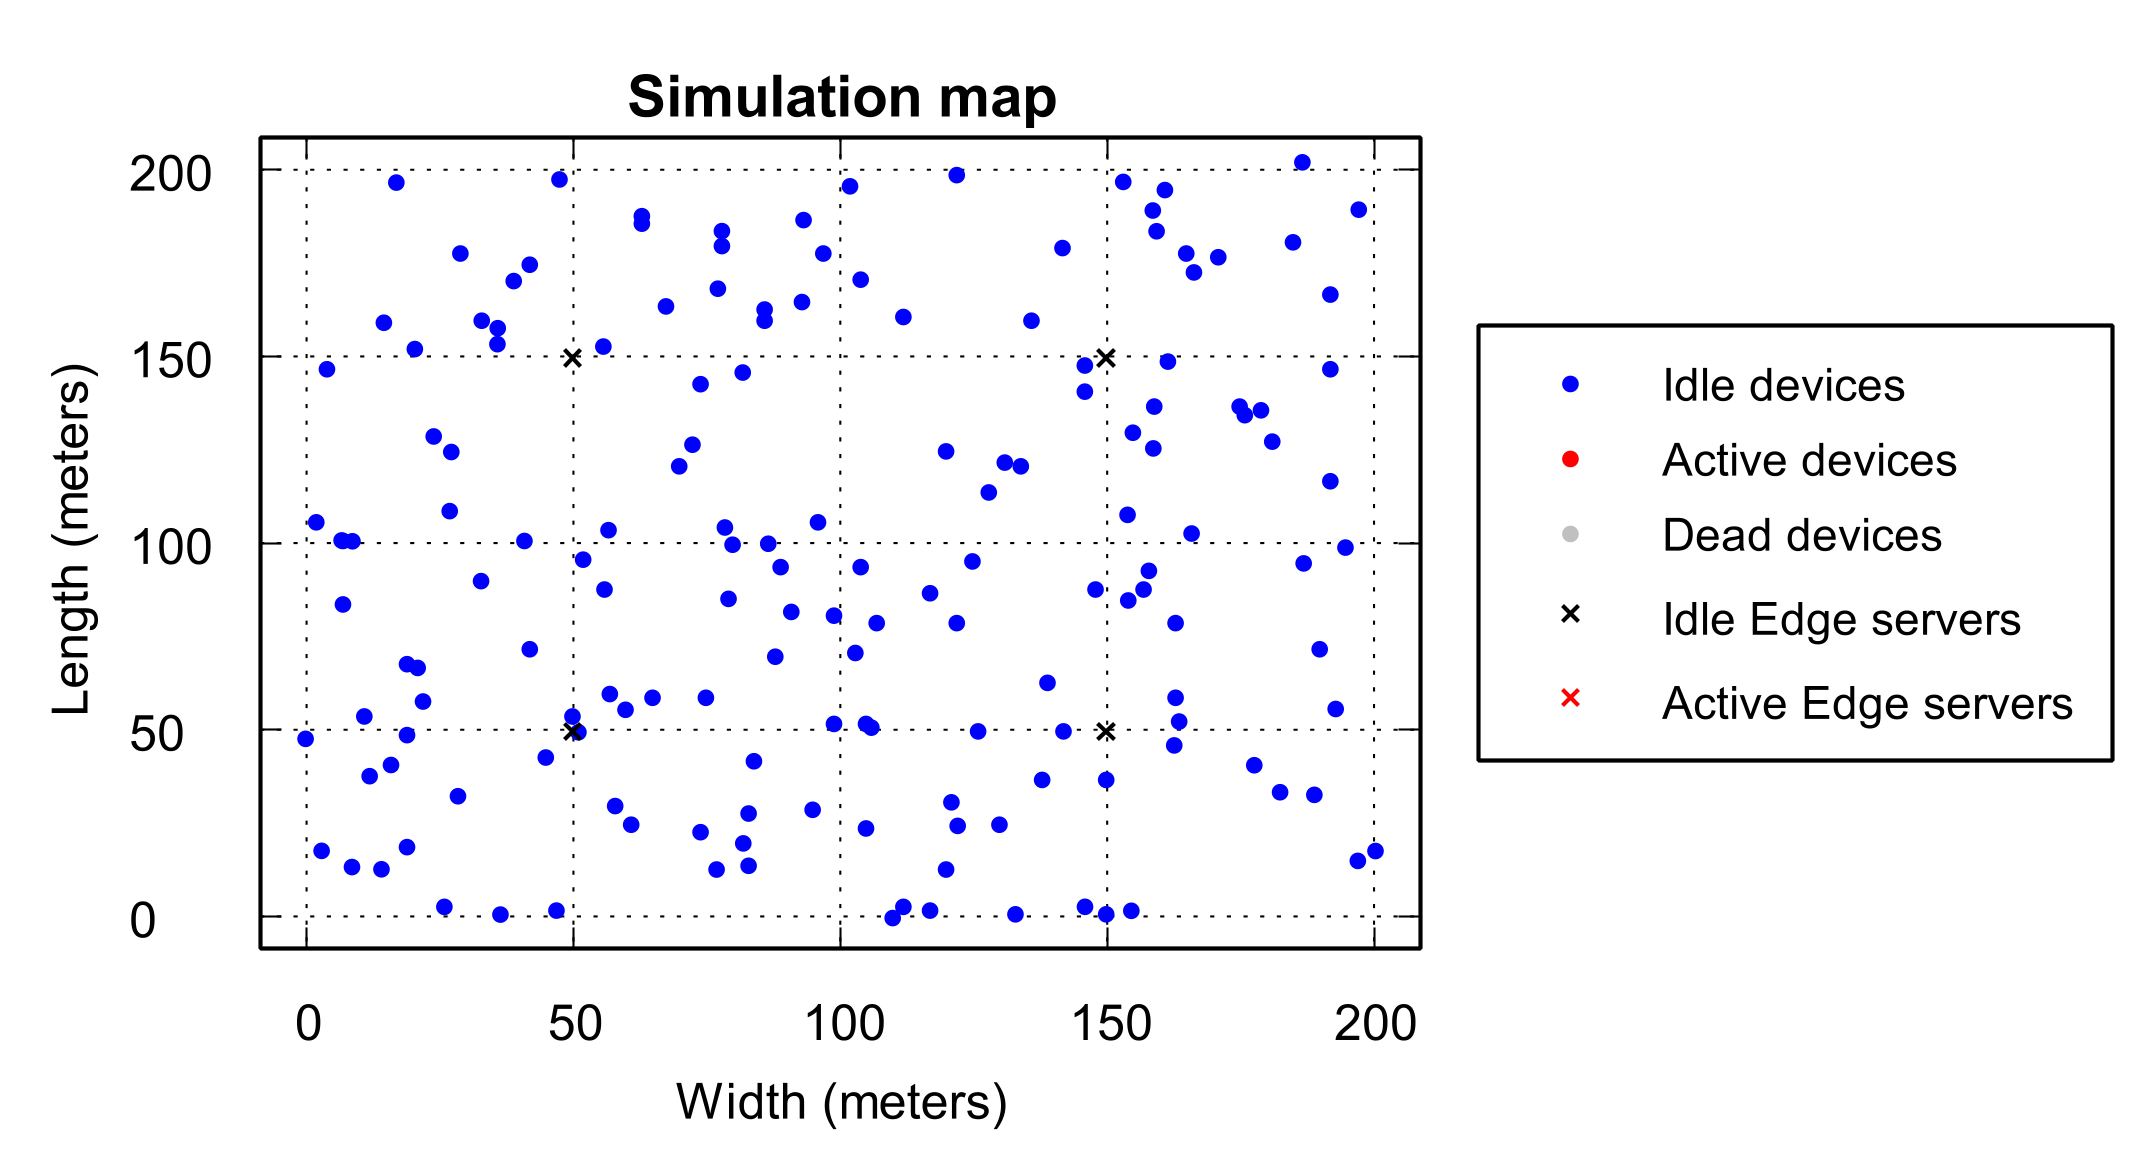 Simulation map
200
150
100
50
0
Length (meters)
0 50 100 150 200
Width (meters)
Idle devices
Active devices
Dead devices
Idle Edge servers
Active Edge servers